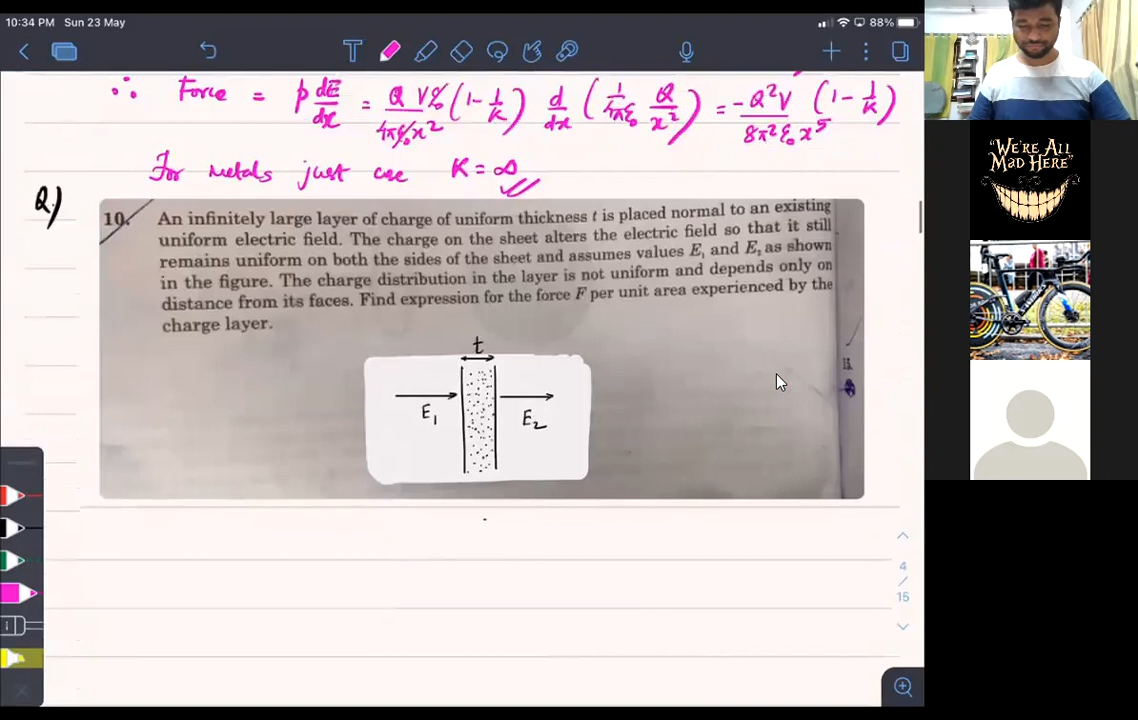 10:34 PM Sun 23 May 88%
T
∴ Force = p dE/dx = Q V ε₀/4πε₀x² (1 - 1/K) d/dx (1/4πε₀ Q/x²) = -Q²V/8π²ε₀x⁵ (1 - 1/K)
For metals just use K = ∞
Q)
10. An infinitely large layer of charge of uniform thickness t is placed normal to an existing
uniform electric field. The charge on the sheet alters the electric field so that it still
remains uniform on both the sides of the sheet and assumes values E₁ and E₂ as shown
in the figure. The charge distribution in the layer is not uniform and depends only on
distance from its faces. Find expression for the force F per unit area experienced by the
charge layer.
t
E₁ E₂
4
/
15
"WE'RE ALL
MAD HERE"